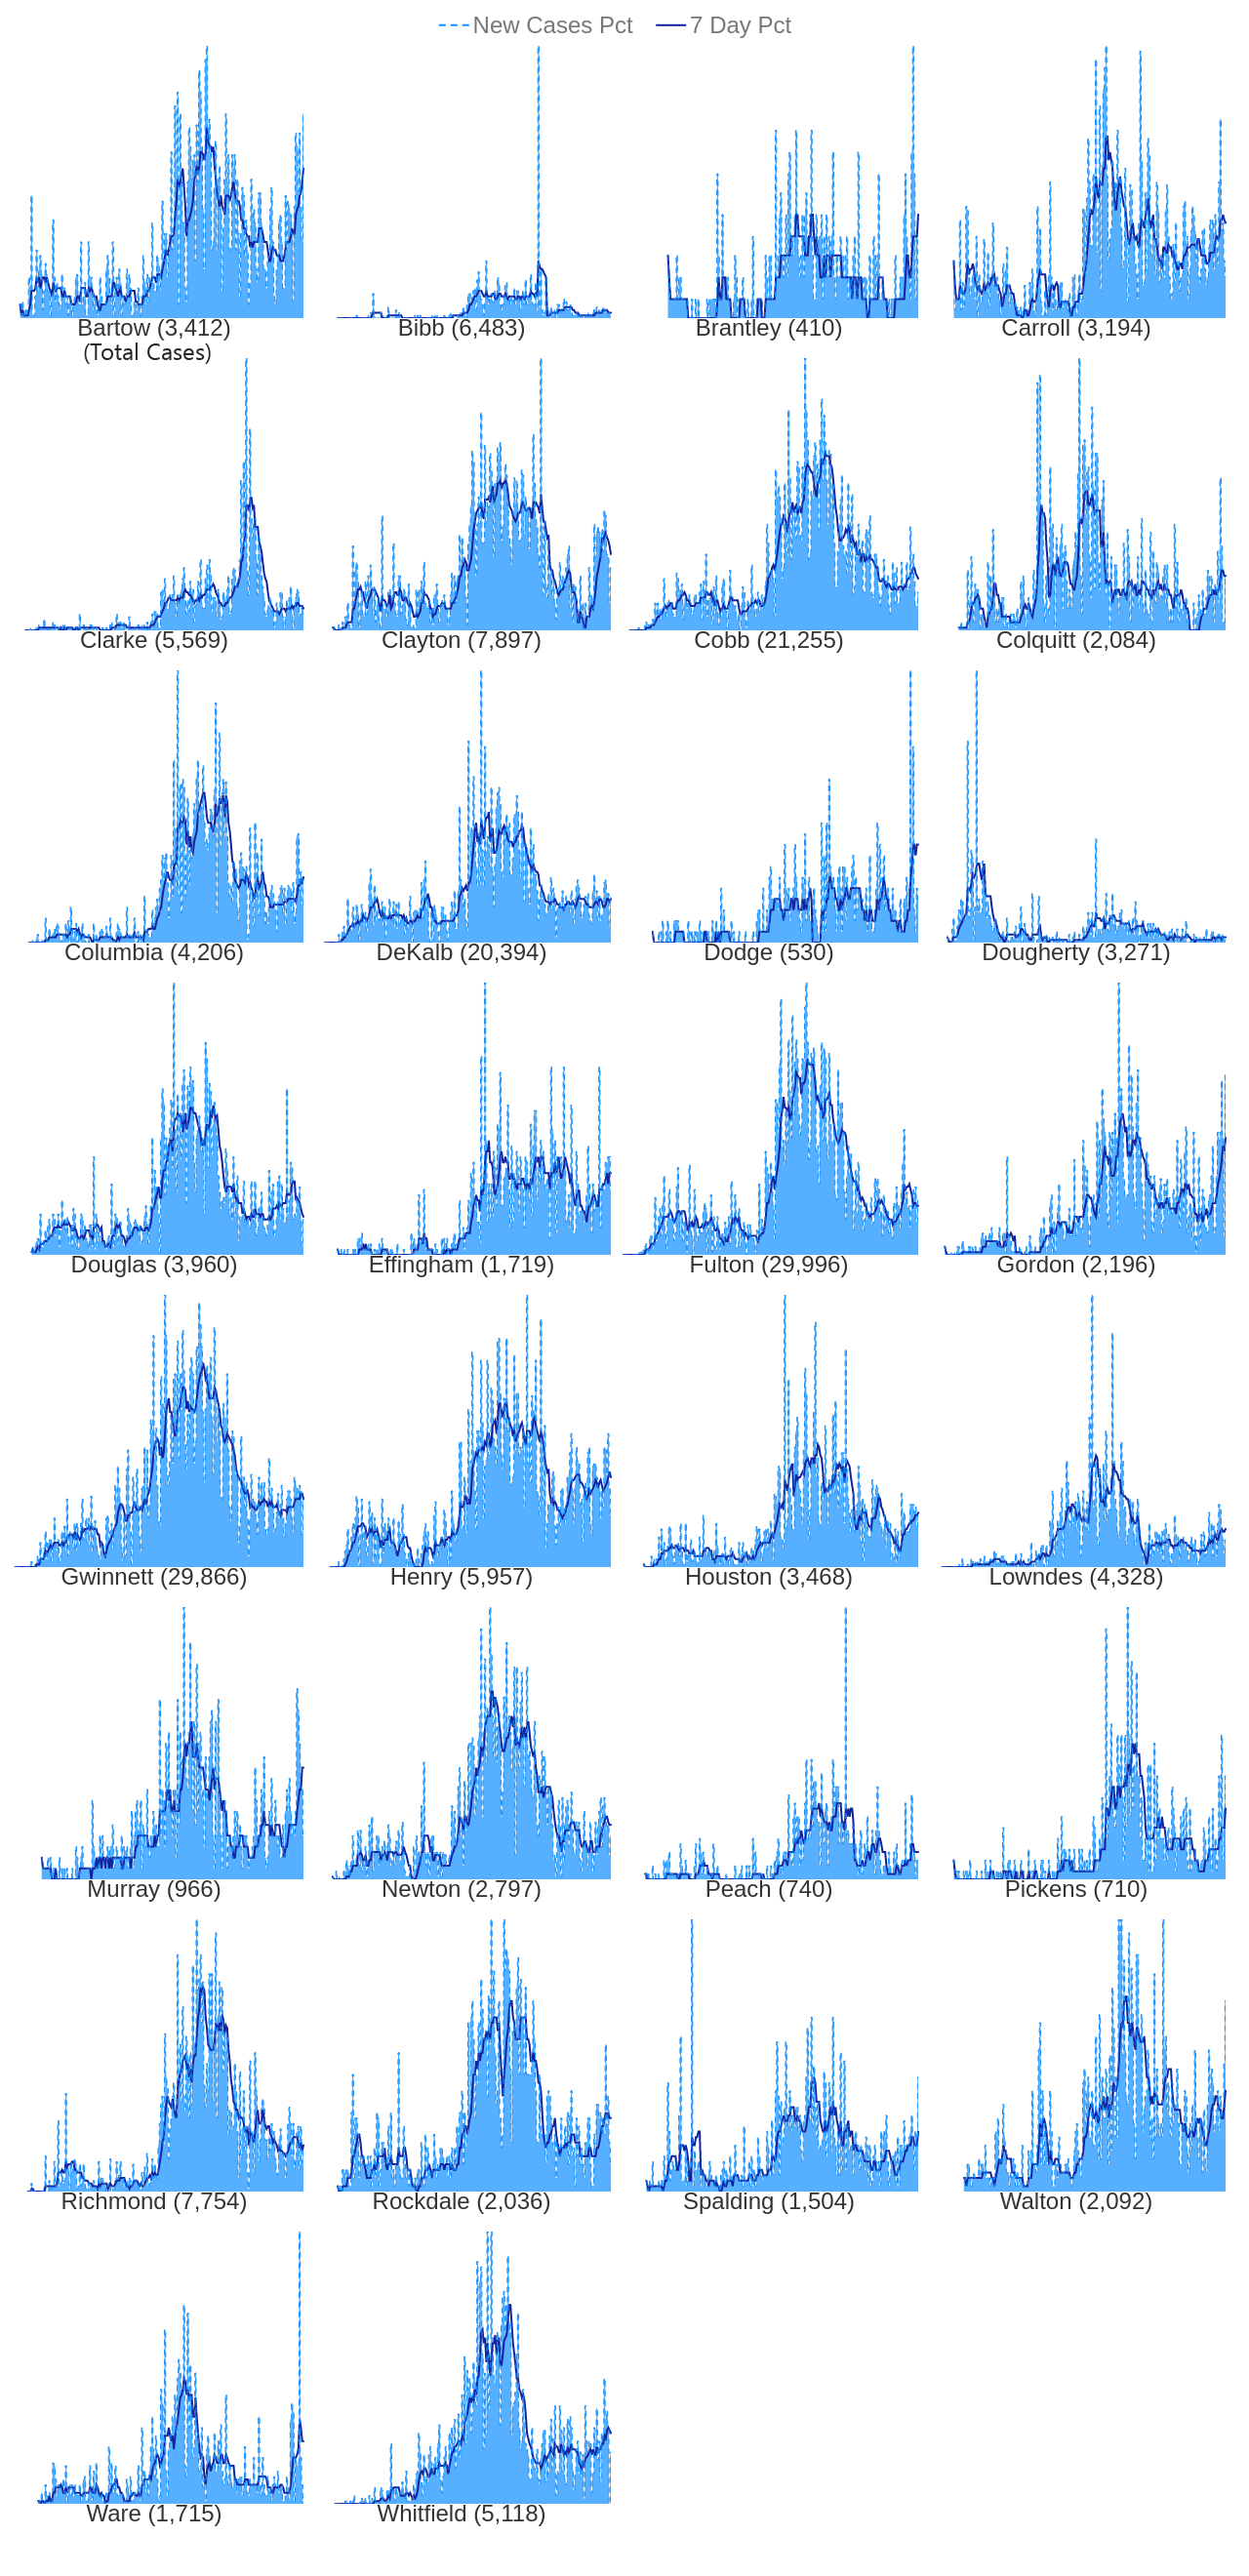 New Cases Pct 7 Day Pct
Bartow (3,412) Bibb (6,483) Brantley (410) Carroll (3,194)
(Total Cases)
Clarke (5,569) Clayton (7,897) Cobb (21,255) Colquitt (2,084)
Columbia (4,206) DeKalb (20,394) Dodge (530) Dougherty (3,271)
Douglas (3,960) Effingham (1,719) Fulton (29,996) Gordon (2,196)
Gwinnett (29,866) Henry (5,957) Houston (3,468) Lowndes (4,328)
Murray (966) Newton (2,797) Peach (740) Pickens (710)
Richmond (7,754) Rockdale (2,036) Spalding (1,504) Walton (2,092)
Ware (1,715) Whitfield (5,118)